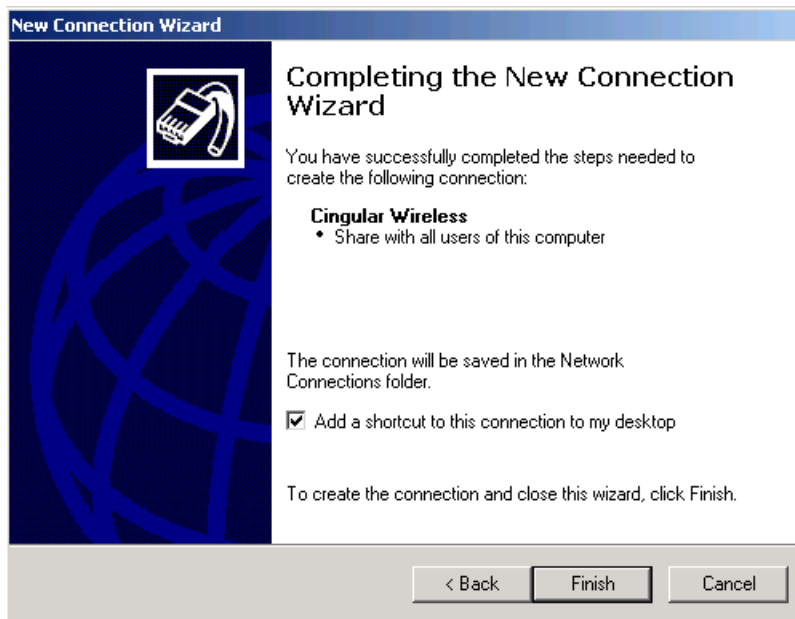 New Connection Wizard
Completing the New Connection
Wizard
You have successfully completed the steps needed to
create the following connection:
Cingular Wireless
• Share with all users of this computer
The connection will be saved in the Network
Connections folder.
Add a shortcut to this connection to my desktop
To create the connection and close this wizard, click Finish.
< Back Finish Cancel